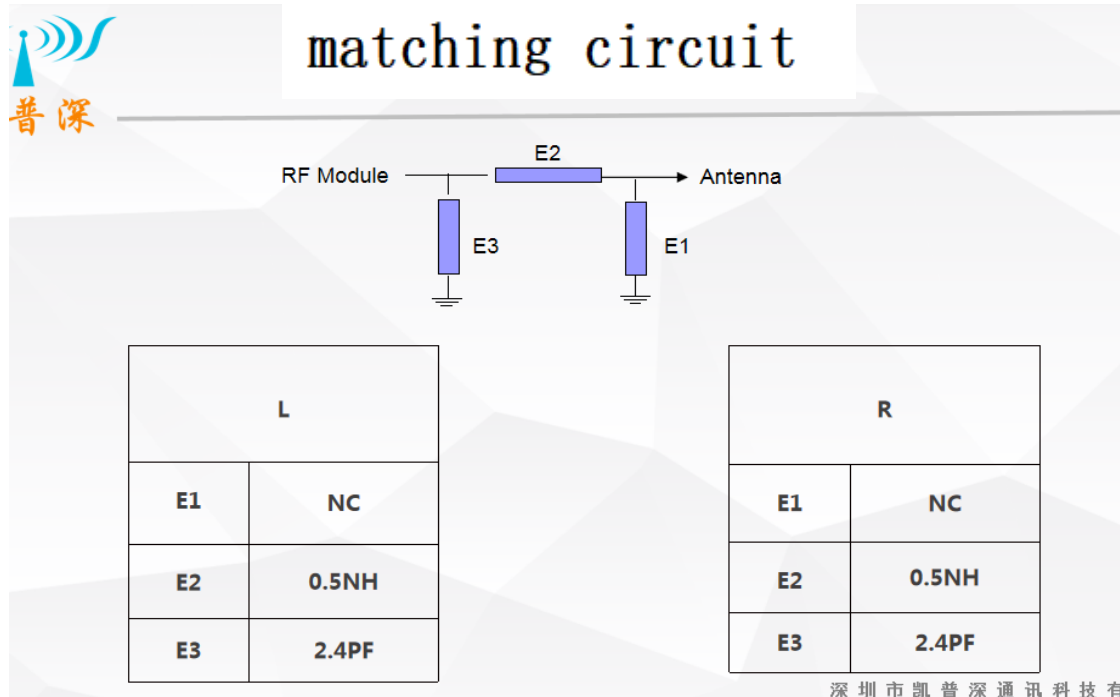 matching circuit
普深
E2
RF Module
Antenna
E3
E1
L
E1 NC
E2 0.5NH
E3 2.4PF
R
E1 NC
E2 0.5NH
E3 2.4PF
深圳市凯普深通讯科技有